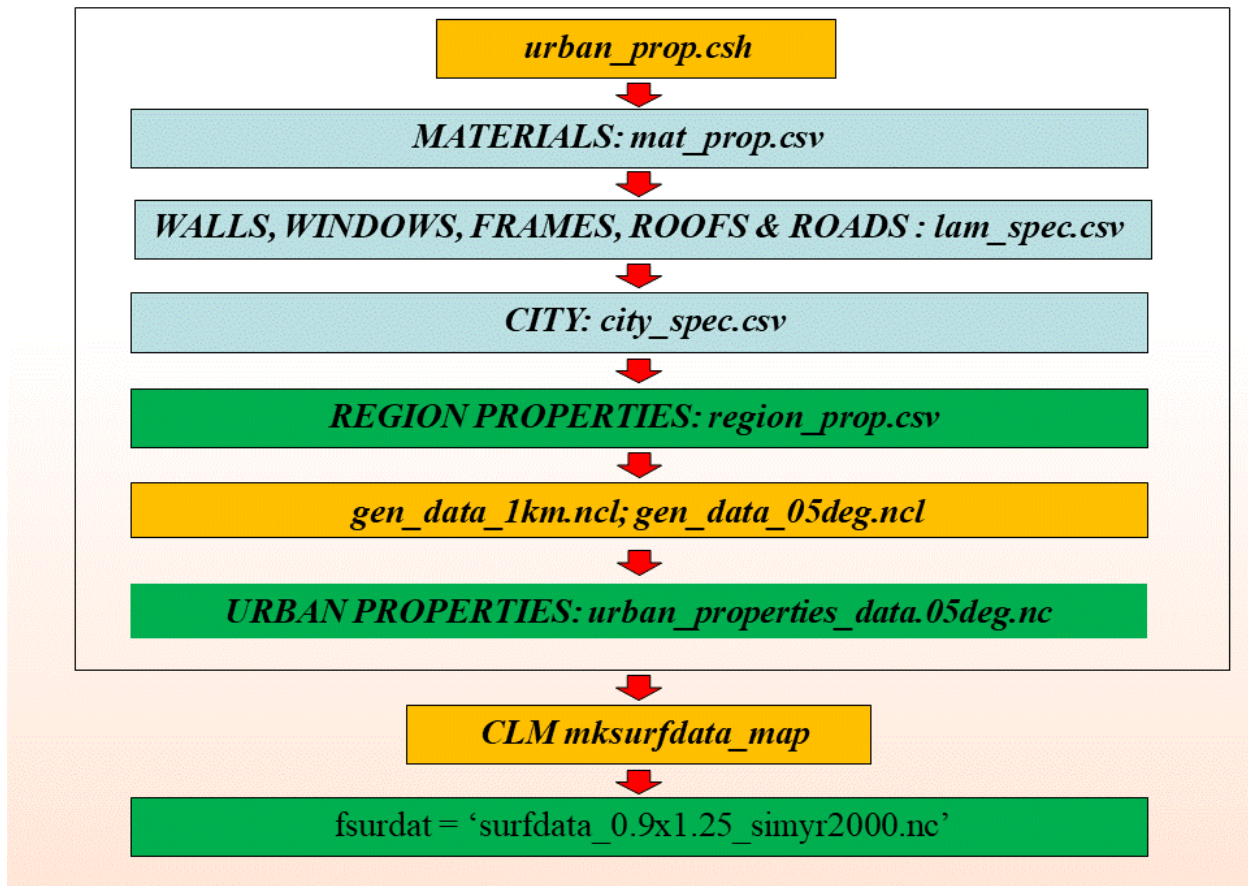 urban_prop.csh
MATERIALS: mat_prop.csv
WALLS, WINDOWS, FRAMES, ROOFS & ROADS : lam_spec.csv
CITY: city_spec.csv
REGION PROPERTIES: region_prop.csv
gen_data_1km.ncl; gen_data_05deg.ncl
URBAN PROPERTIES: urban_properties_data.05deg.nc
CLM mksurfdata_map
fsurdat = ‘surfdata_0.9x1.25_simyr2000.nc’